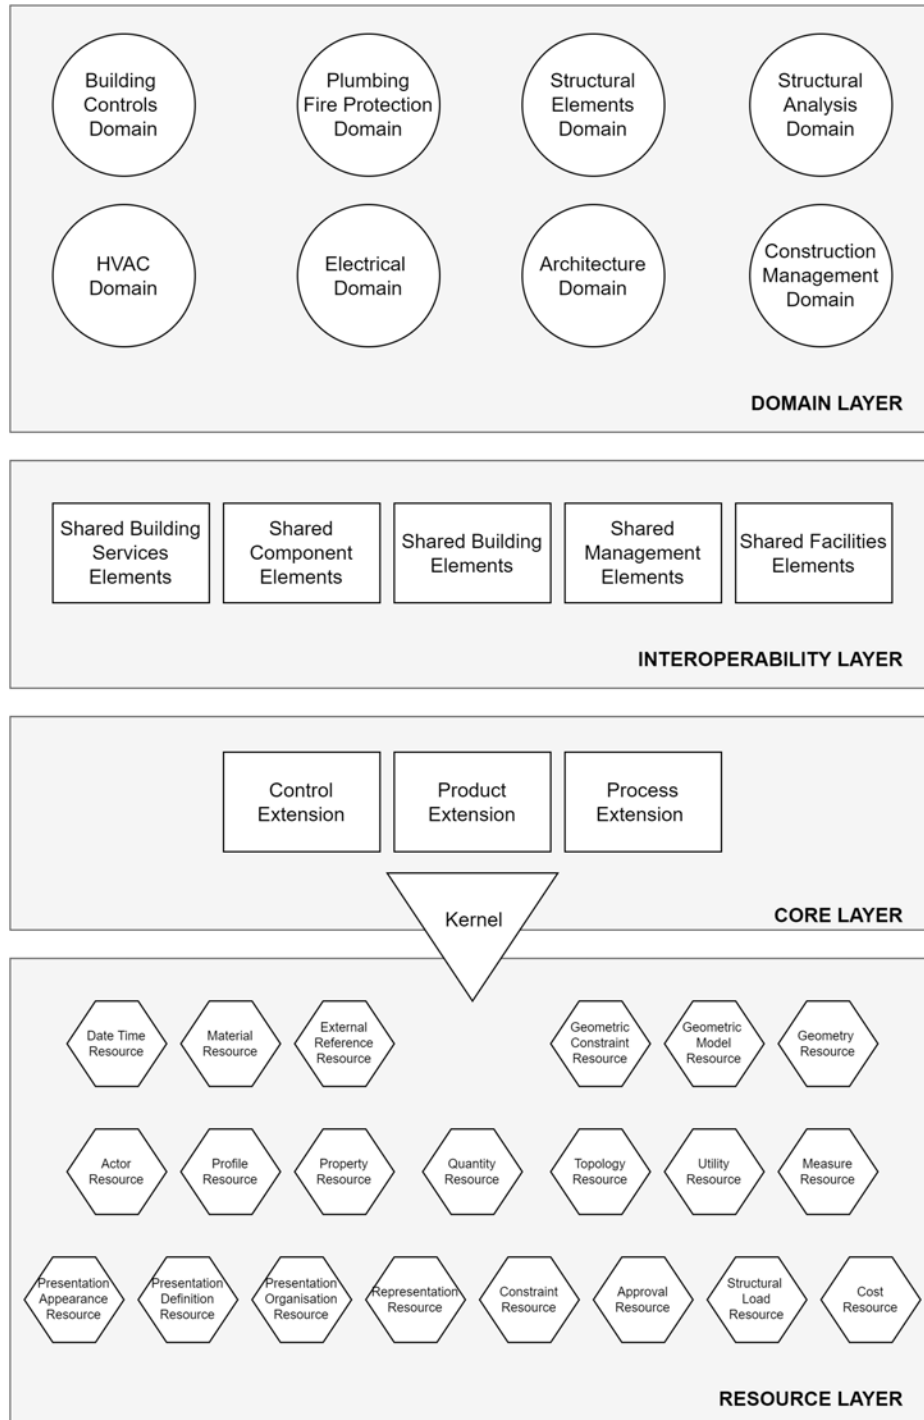 Building
Controls
Domain
Plumbing
Fire Protection
Domain
Structural
Elements
Domain
Structural
Analysis
Domain
HVAC
Domain
Electrical
Domain
Architecture
Domain
Construction
Management
Domain
DOMAIN LAYER
Shared Building
Services
Elements
Shared
Component
Elements
Shared Building
Elements
Shared
Management
Elements
Shared Facilities
Elements
INTEROPERABILITY LAYER
Control
Extension
Product
Extension
Process
Extension
Kernel
CORE LAYER
Date Time
Resource
Material
Resource
External
Reference
Resource
Geometric
Constraint
Resource
Geometric
Model
Resource
Geometry
Resource
Actor
Resource
Profile
Resource
Property
Resource
Quantity
Resource
Topology
Resource
Utility
Resource
Measure
Resource
Presentation
Appearance
Resource
Presentation
Definition
Resource
Presentation
Organisation
Resource
Representation
Resource
Constraint
Resource
Approval
Resource
Structural
Load
Resource
Cost
Resource
RESOURCE LAYER